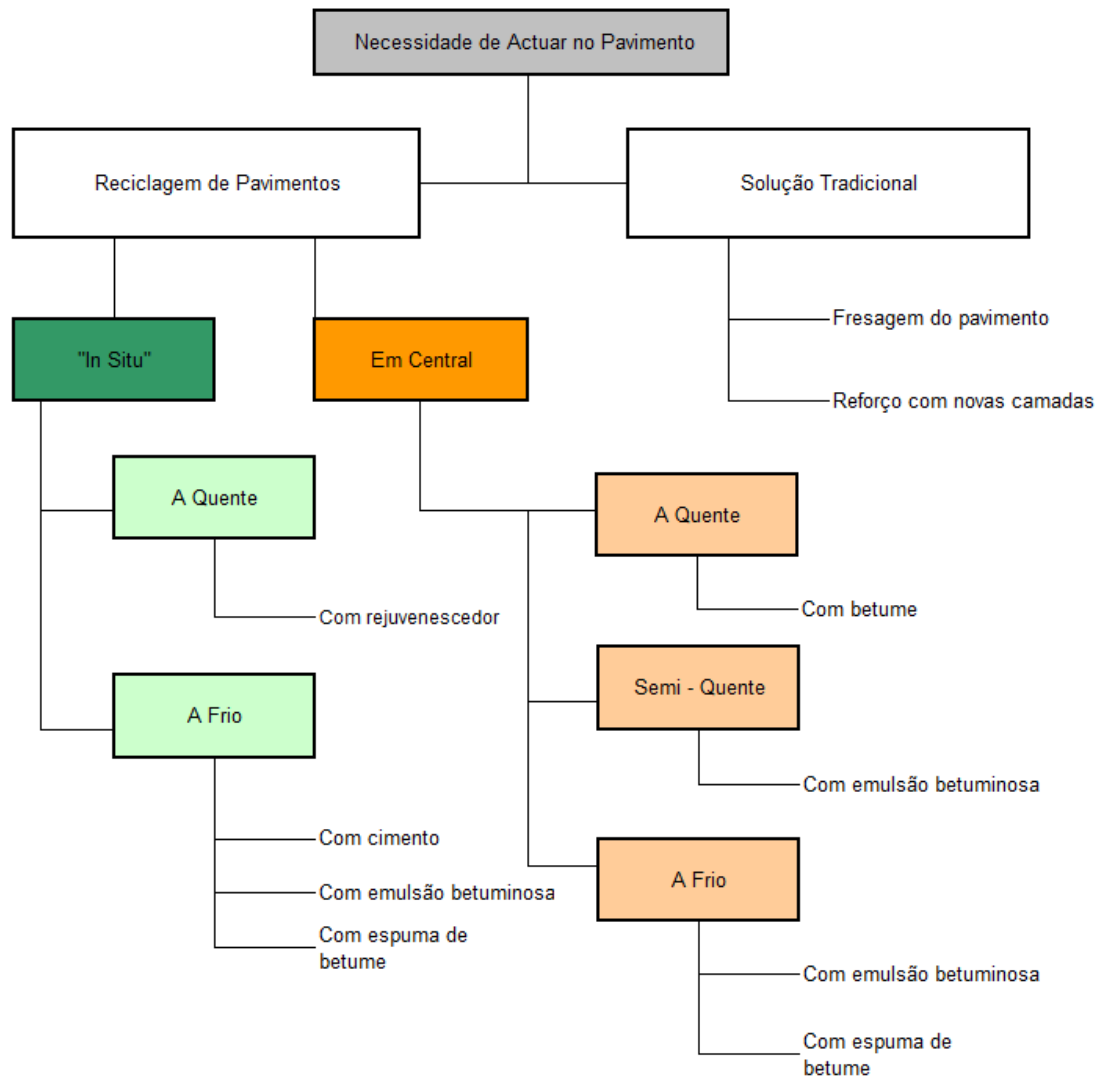 Necessidade de Actuar no Pavimento
Reciclagem de Pavimentos
Solução Tradicional
Fresagem do pavimento
Reforço com novas camadas
"In Situ"
Em Central
A Quente
Com rejuvenescedor
A Frio
Com cimento
Com emulsão betuminosa
Com espuma de
betume
A Quente
Com betume
Semi - Quente
Com emulsão betuminosa
A Frio
Com emulsão betuminosa
Com espuma de
betume